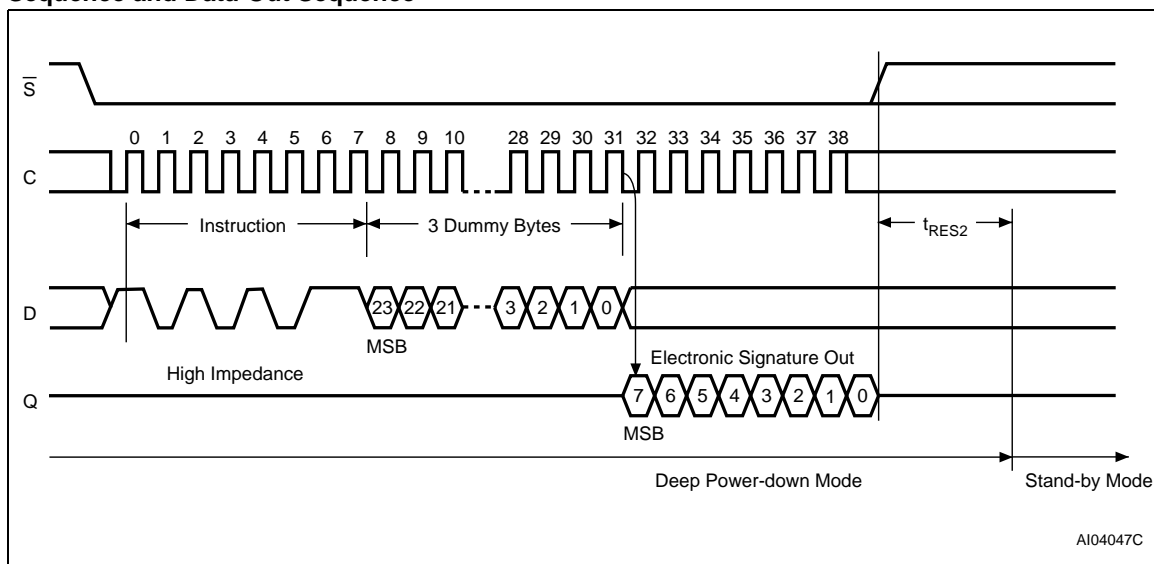 Sequence and Data-Out Sequence
S
0 1 2 3 4 5 6 7 8 9 10 28 29 30 31 32 33 34 35 36 37 38
C
Instruction 3 Dummy Bytes tRES2
D
23 22 21 3 2 1 0
MSB
High Impedance Electronic Signature Out
Q
7 6 5 4 3 2 1 0
MSB
Deep Power-down Mode Stand-by Mode
AI04047C